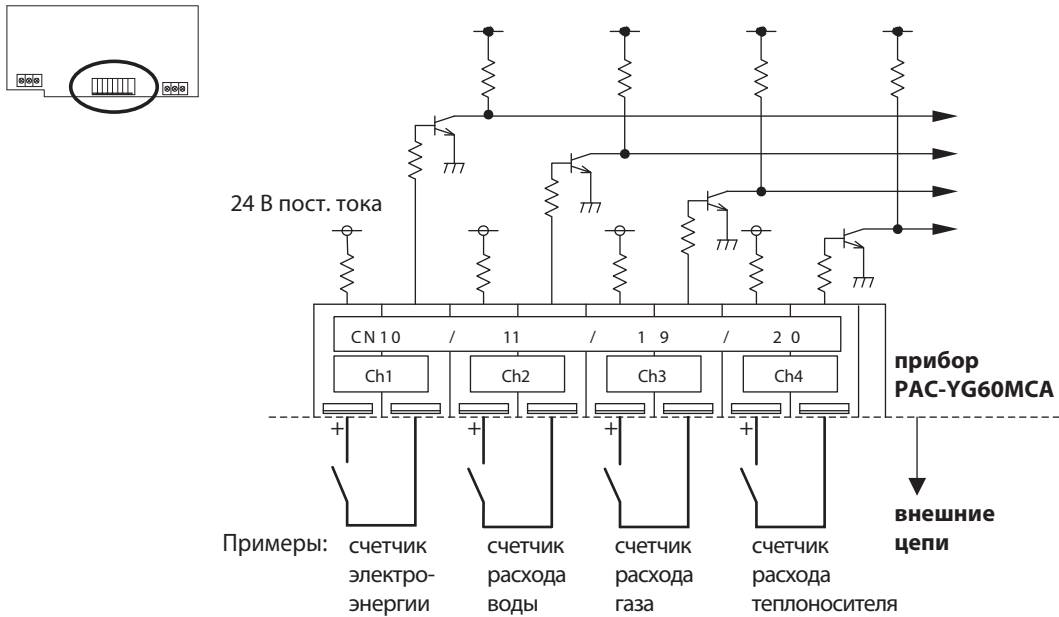 24 В пост. тока
CN10 / 11 / 19 / 20
Ch1 Ch2 Ch3 Ch4
прибор
PAC-YG60MCA
+ + + +
внешние
цепи
Примеры: счетчик счетчик счетчик счетчик
электро- расхода расхода расхода
энергии воды газа теплоносителя